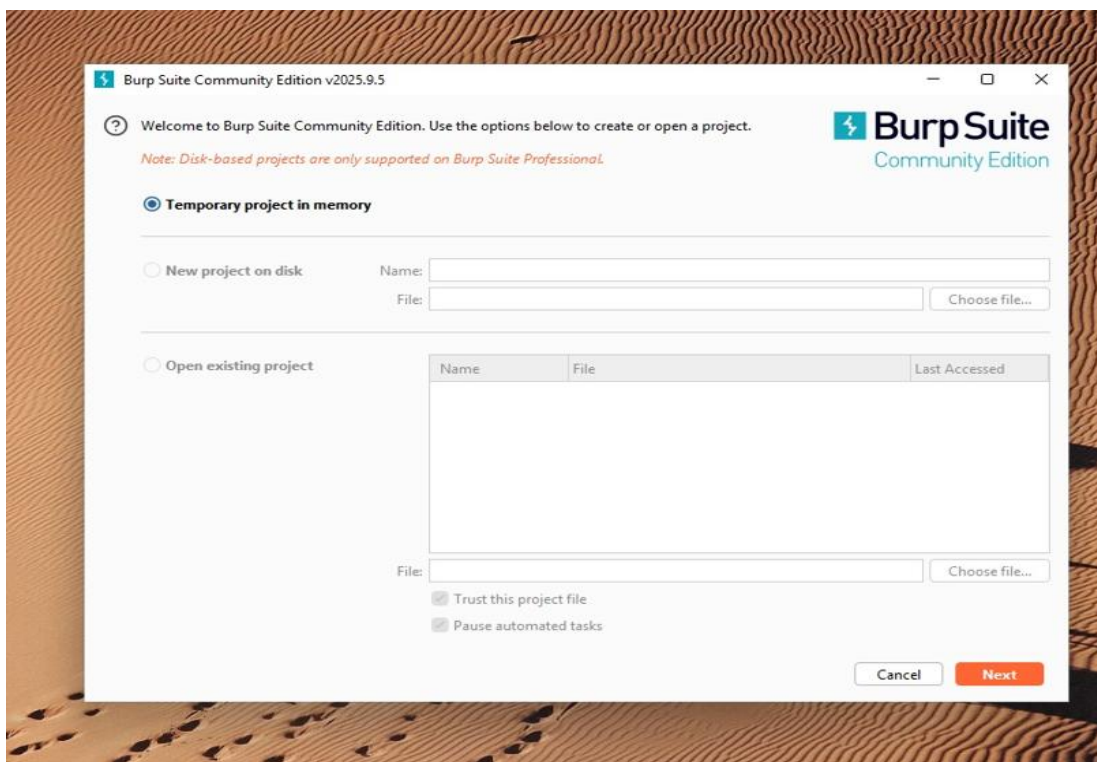 Burp Suite Community Edition v2025.9.5
Welcome to Burp Suite Community Edition. Use the options below to create or open a project.
Note: Disk-based projects are only supported on Burp Suite Professional.
Burp Suite
Community Edition
Temporary project in memory
New project on disk
Name:
File:
Choose file...
Open existing project
Name
File
Last Accessed
File:
Choose file...
Trust this project file
Pause automated tasks
Cancel
Next